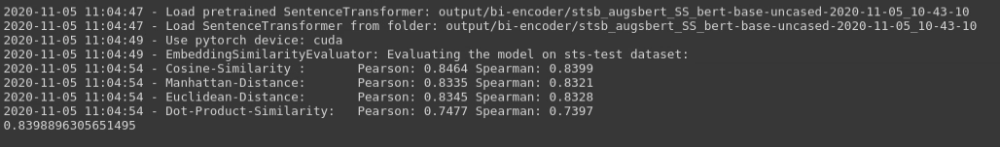 2020-11-05 11:04:47 - Load pretrained SentenceTransformer: output/bi-encoder/stsb_augsbert_SS_bert-base-uncased-2020-11-05_10-43-10
2020-11-05 11:04:47 - Load SentenceTransformer from folder: output/bi-encoder/stsb_augsbert_SS_bert-base-uncased-2020-11-05_10-43-10
2020-11-05 11:04:49 - Use pytorch device: cuda
2020-11-05 11:04:49 - EmbeddingSimilarityEvaluator: Evaluating the model on sts-test dataset:
2020-11-05 11:04:54 - Cosine-Similarity :       Pearson: 0.8464 Spearman: 0.8399
2020-11-05 11:04:54 - Manhattan-Distance:       Pearson: 0.8335 Spearman: 0.8321
2020-11-05 11:04:54 - Euclidean-Distance:       Pearson: 0.8345 Spearman: 0.8328
2020-11-05 11:04:54 - Dot-Product-Similarity:   Pearson: 0.7477 Spearman: 0.7397
0.8398896305651495